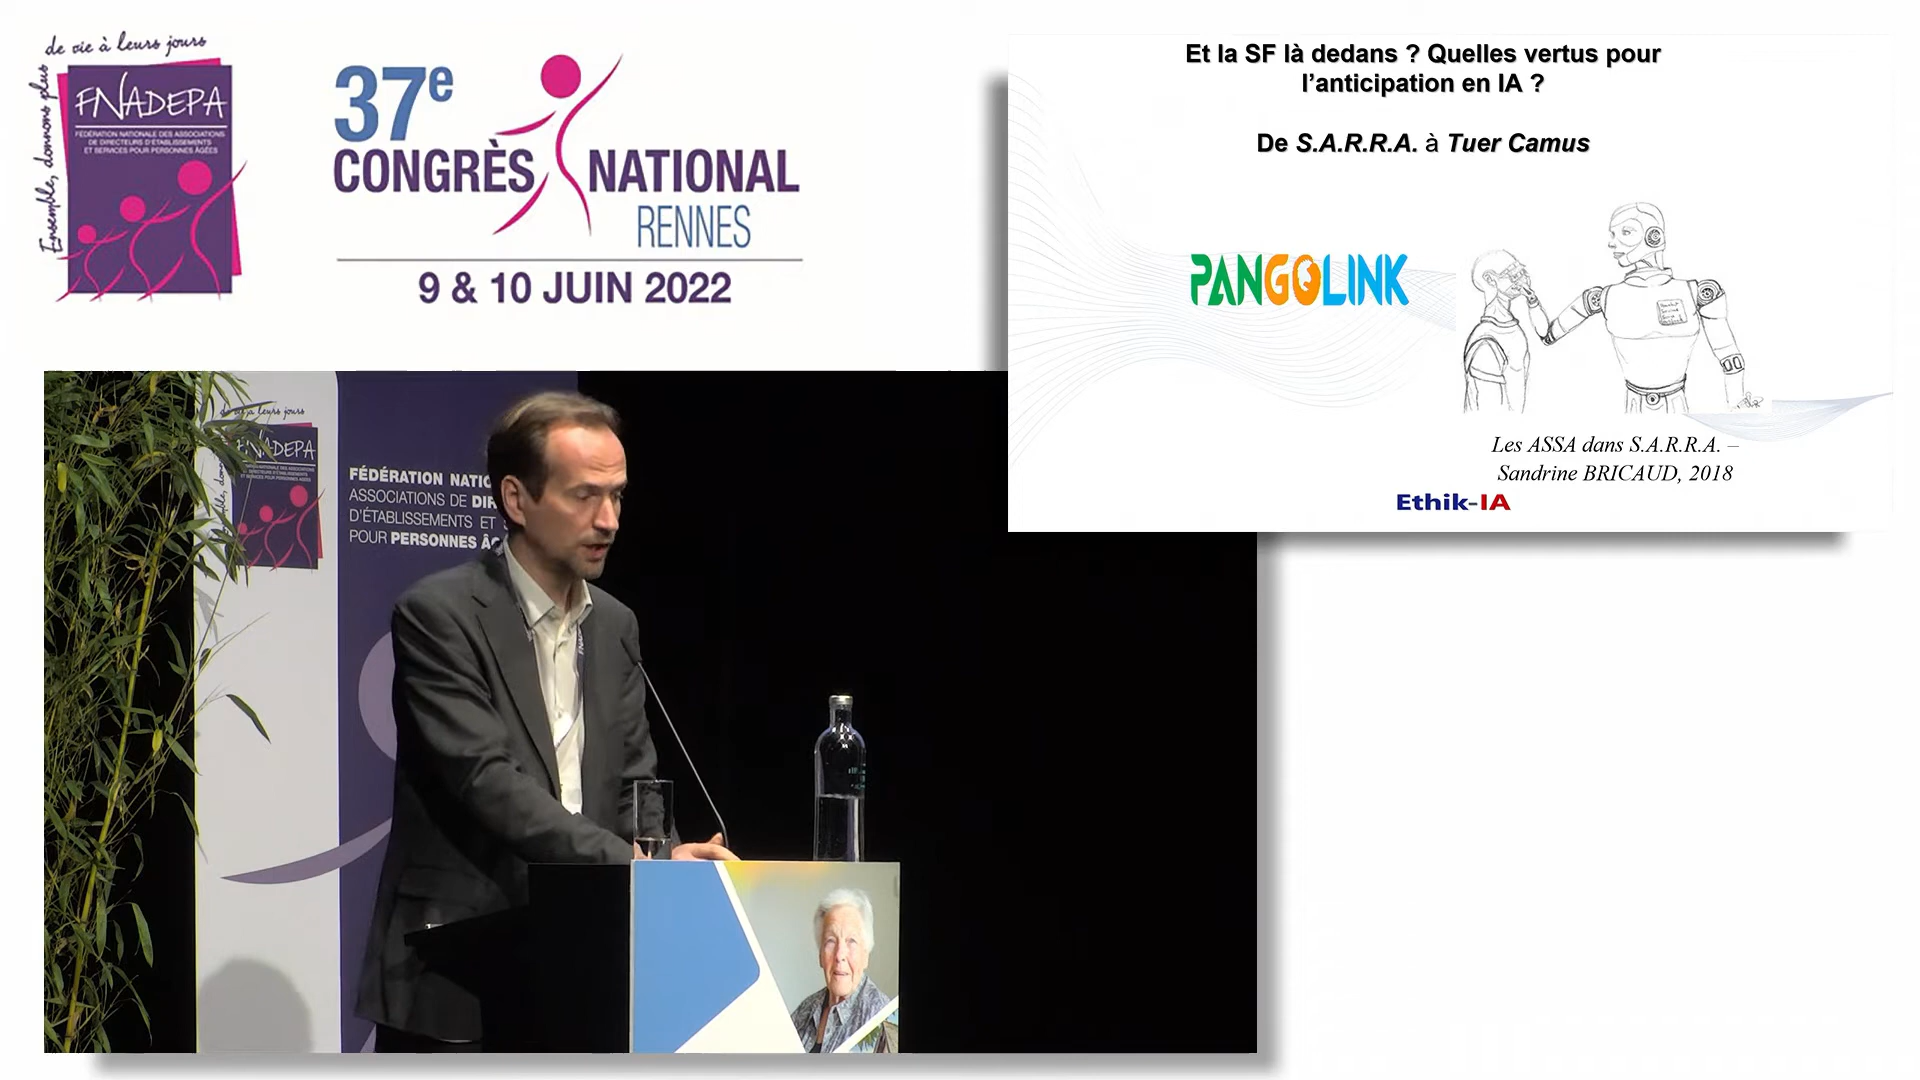 de vie à leurs jours
Ensemble, donnons plus
FNADEPA
FÉDÉRATION NATIONALE DES ASSOCIATIONS
DE DIRECTEURS D'ÉTABLISSEMENTS
ET SERVICES POUR PERSONNES ÂGÉES
37e
CONGRÈS NATIONAL
RENNES
9 & 10 JUIN 2022
Et la SF là dedans ? Quelles vertus pour
l'anticipation en IA ?
De S.A.R.R.A. à Tuer Camus
PANGOLINK
Les ASSA dans S.A.R.R.A. –
Sandrine BRICAUD, 2018
Ethik-IA
leurs jours
FNADEPA
FÉDÉRATION NATIO
ASSOCIATIONS DE DIR
D'ÉTABLISSEMENTS ET
POUR PERSONNES ÂG